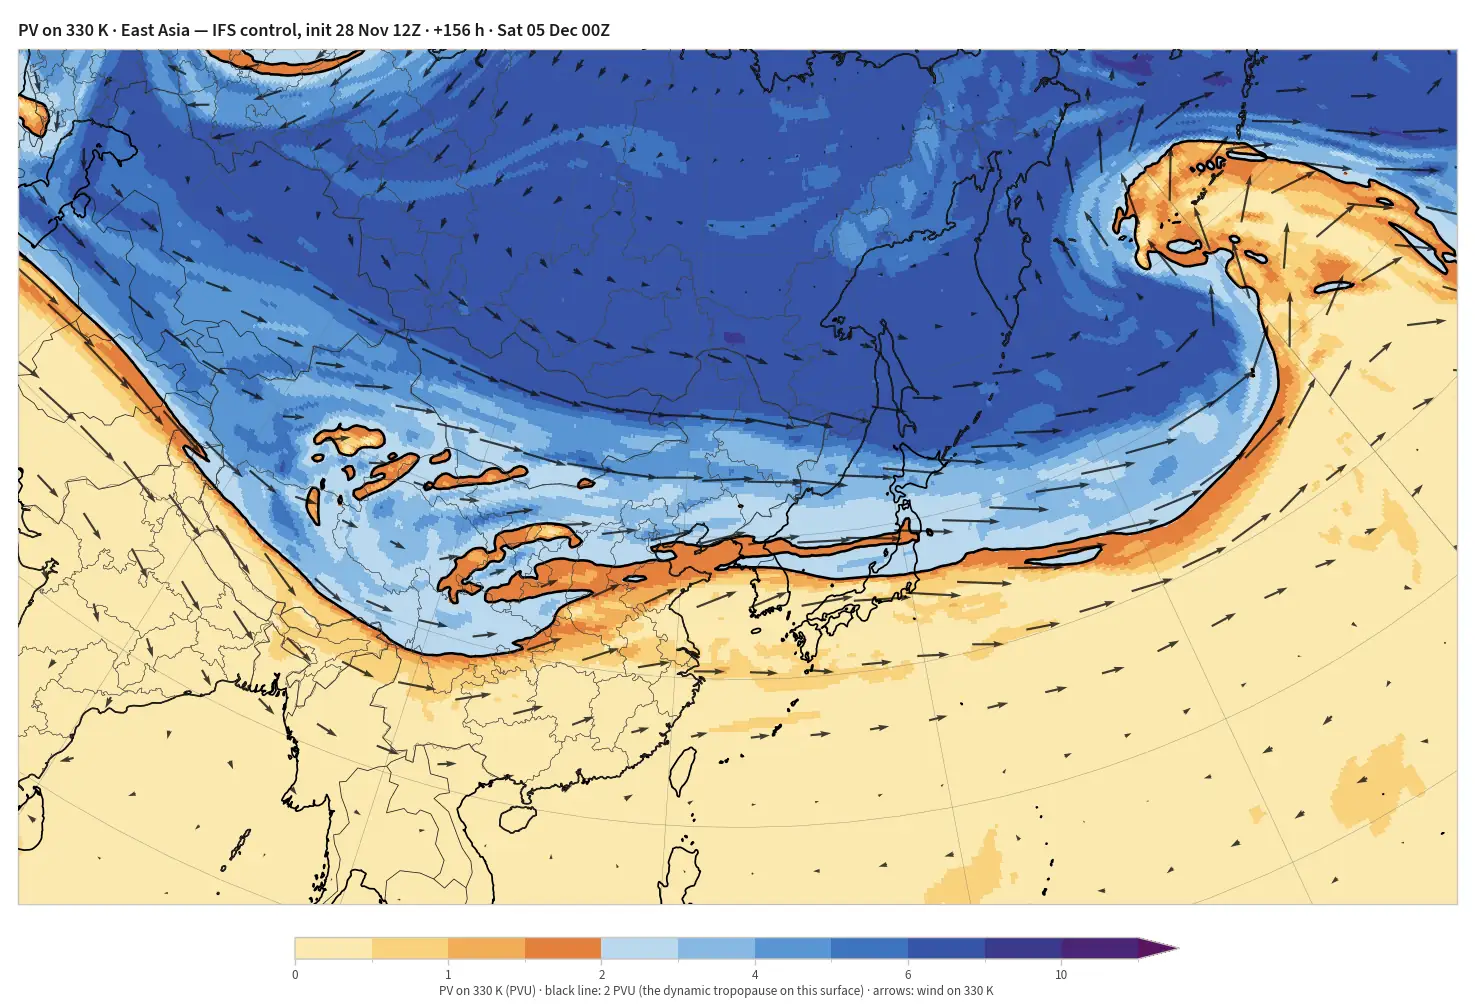 PV on 330 K · East Asia — IFS control, init 28 Nov 12Z · +156 h · Sat 05 Dec 00Z
0 1 2 4 6 10
PV on 330 K (PVU) · black line: 2 PVU (the dynamic tropopause on this surface) · arrows: wind on 330 K